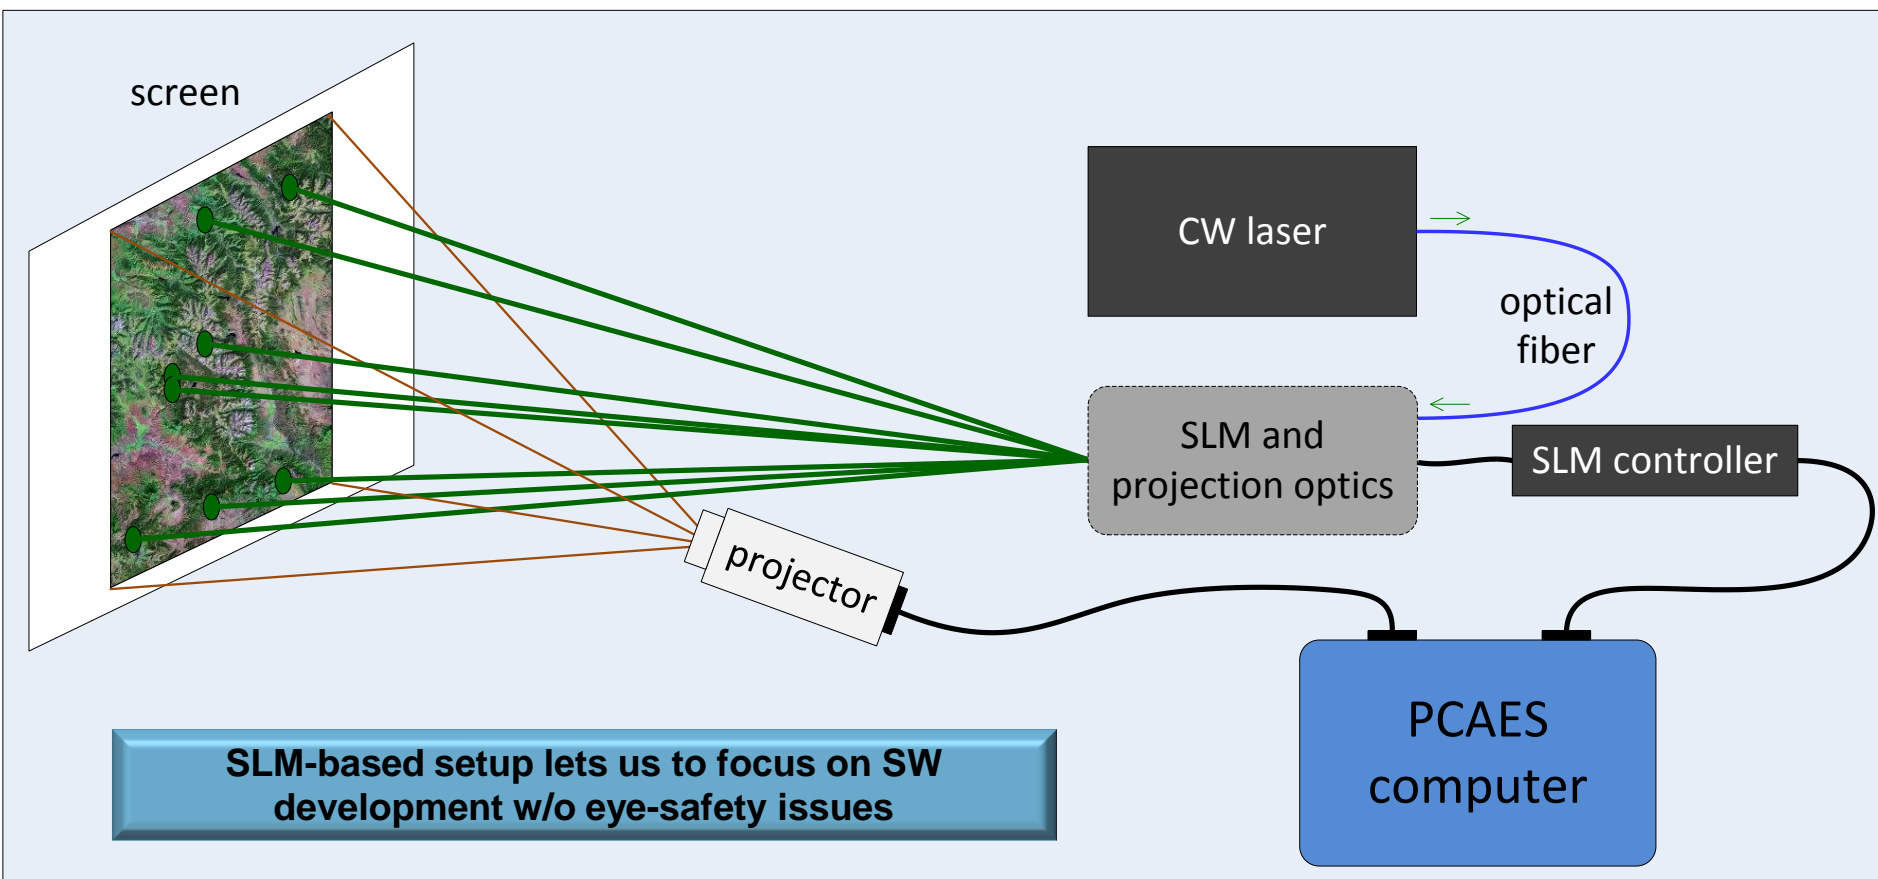 screen
CW laser
optical
fiber
SLM and
projection optics
SLM controller
projector
PCAES
computer
SLM-based setup lets us to focus on SW
development w/o eye-safety issues